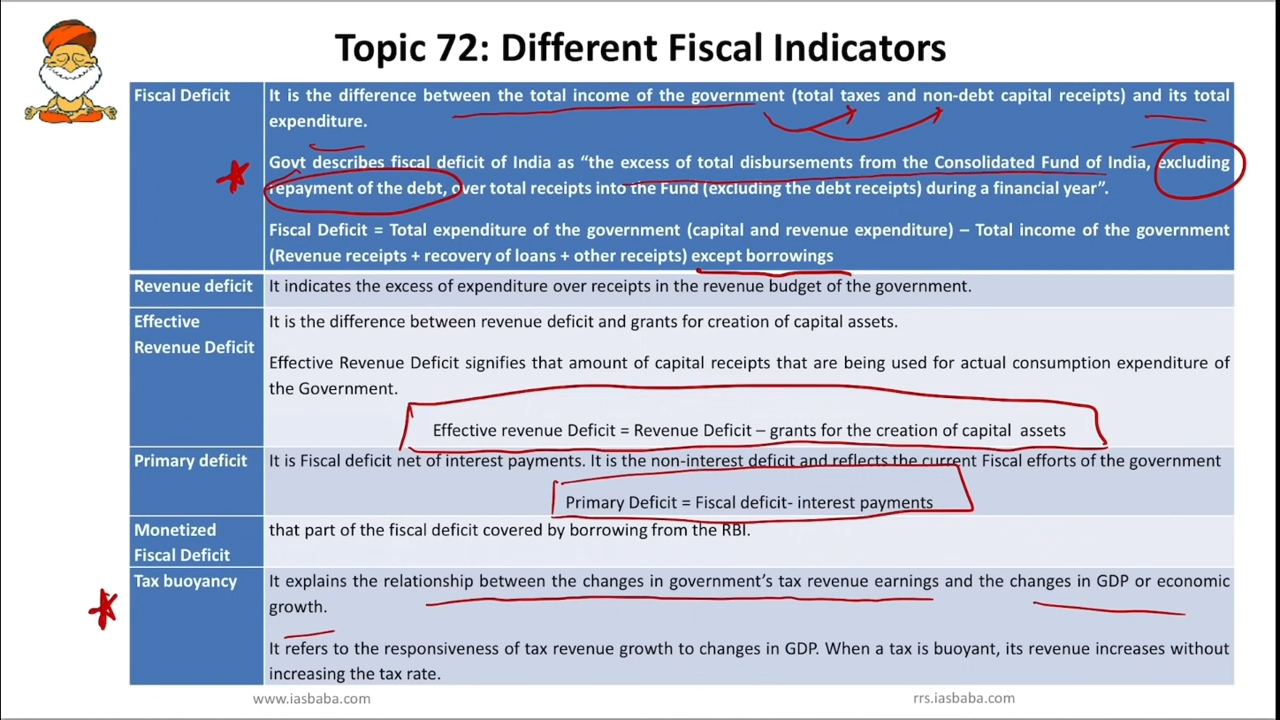 Topic 72: Different Fiscal Indicators
Fiscal Deficit
It is the difference between the total income of the government (total taxes and non-debt capital receipts) and its total
expenditure.
Govt describes fiscal deficit of India as “the excess of total disbursements from the Consolidated Fund of India, excluding
repayment of the debt, over total receipts into the Fund (excluding the debt receipts) during a financial year”.
Fiscal Deficit = Total expenditure of the government (capital and revenue expenditure) – Total income of the government
(Revenue receipts + recovery of loans + other receipts) except borrowings
Revenue deficit
It indicates the excess of expenditure over receipts in the revenue budget of the government.
Effective
Revenue Deficit
It is the difference between revenue deficit and grants for creation of capital assets.
Effective Revenue Deficit signifies that amount of capital receipts that are being used for actual consumption expenditure of
the Government.
Effective revenue Deficit = Revenue Deficit – grants for the creation of capital assets
Primary deficit
It is Fiscal deficit net of interest payments. It is the non-interest deficit and reflects the current Fiscal efforts of the government
Primary Deficit = Fiscal deficit- interest payments
Monetized
Fiscal Deficit
that part of the fiscal deficit covered by borrowing from the RBI.
Tax buoyancy
It explains the relationship between the changes in government’s tax revenue earnings and the changes in GDP or economic
growth.
It refers to the responsiveness of tax revenue growth to changes in GDP. When a tax is buoyant, its revenue increases without
increasing the tax rate.
www.iasbaba.com
rrs.iasbaba.com